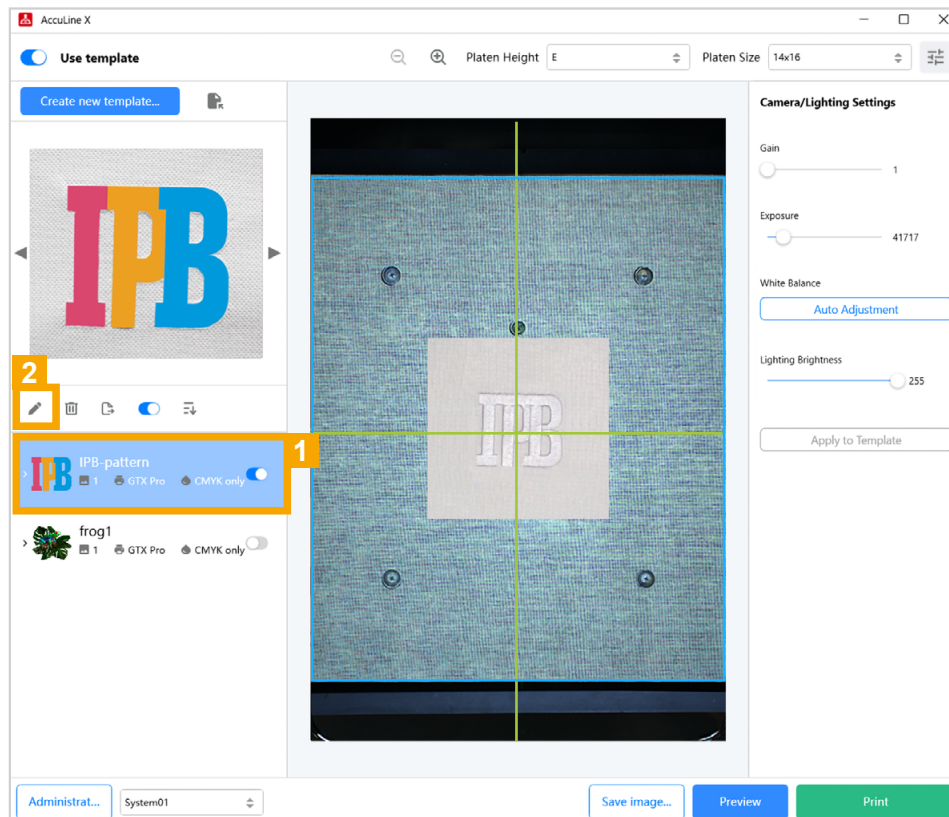 AccuLine X
Use template
Platen Height
E
Platen Size
14x16
Create new template...
IPB
2
1
IPB-pattern
1 GTX Pro CMYK only
IPB
frog1
1 GTX Pro CMYK only
IPB
Camera/Lighting Settings
Gain
1
Exposure
41717
White Balance
Auto Adjustment
Lighting Brightness
255
Apply to Template
Administrat...
System01
Save image...
Preview
Print